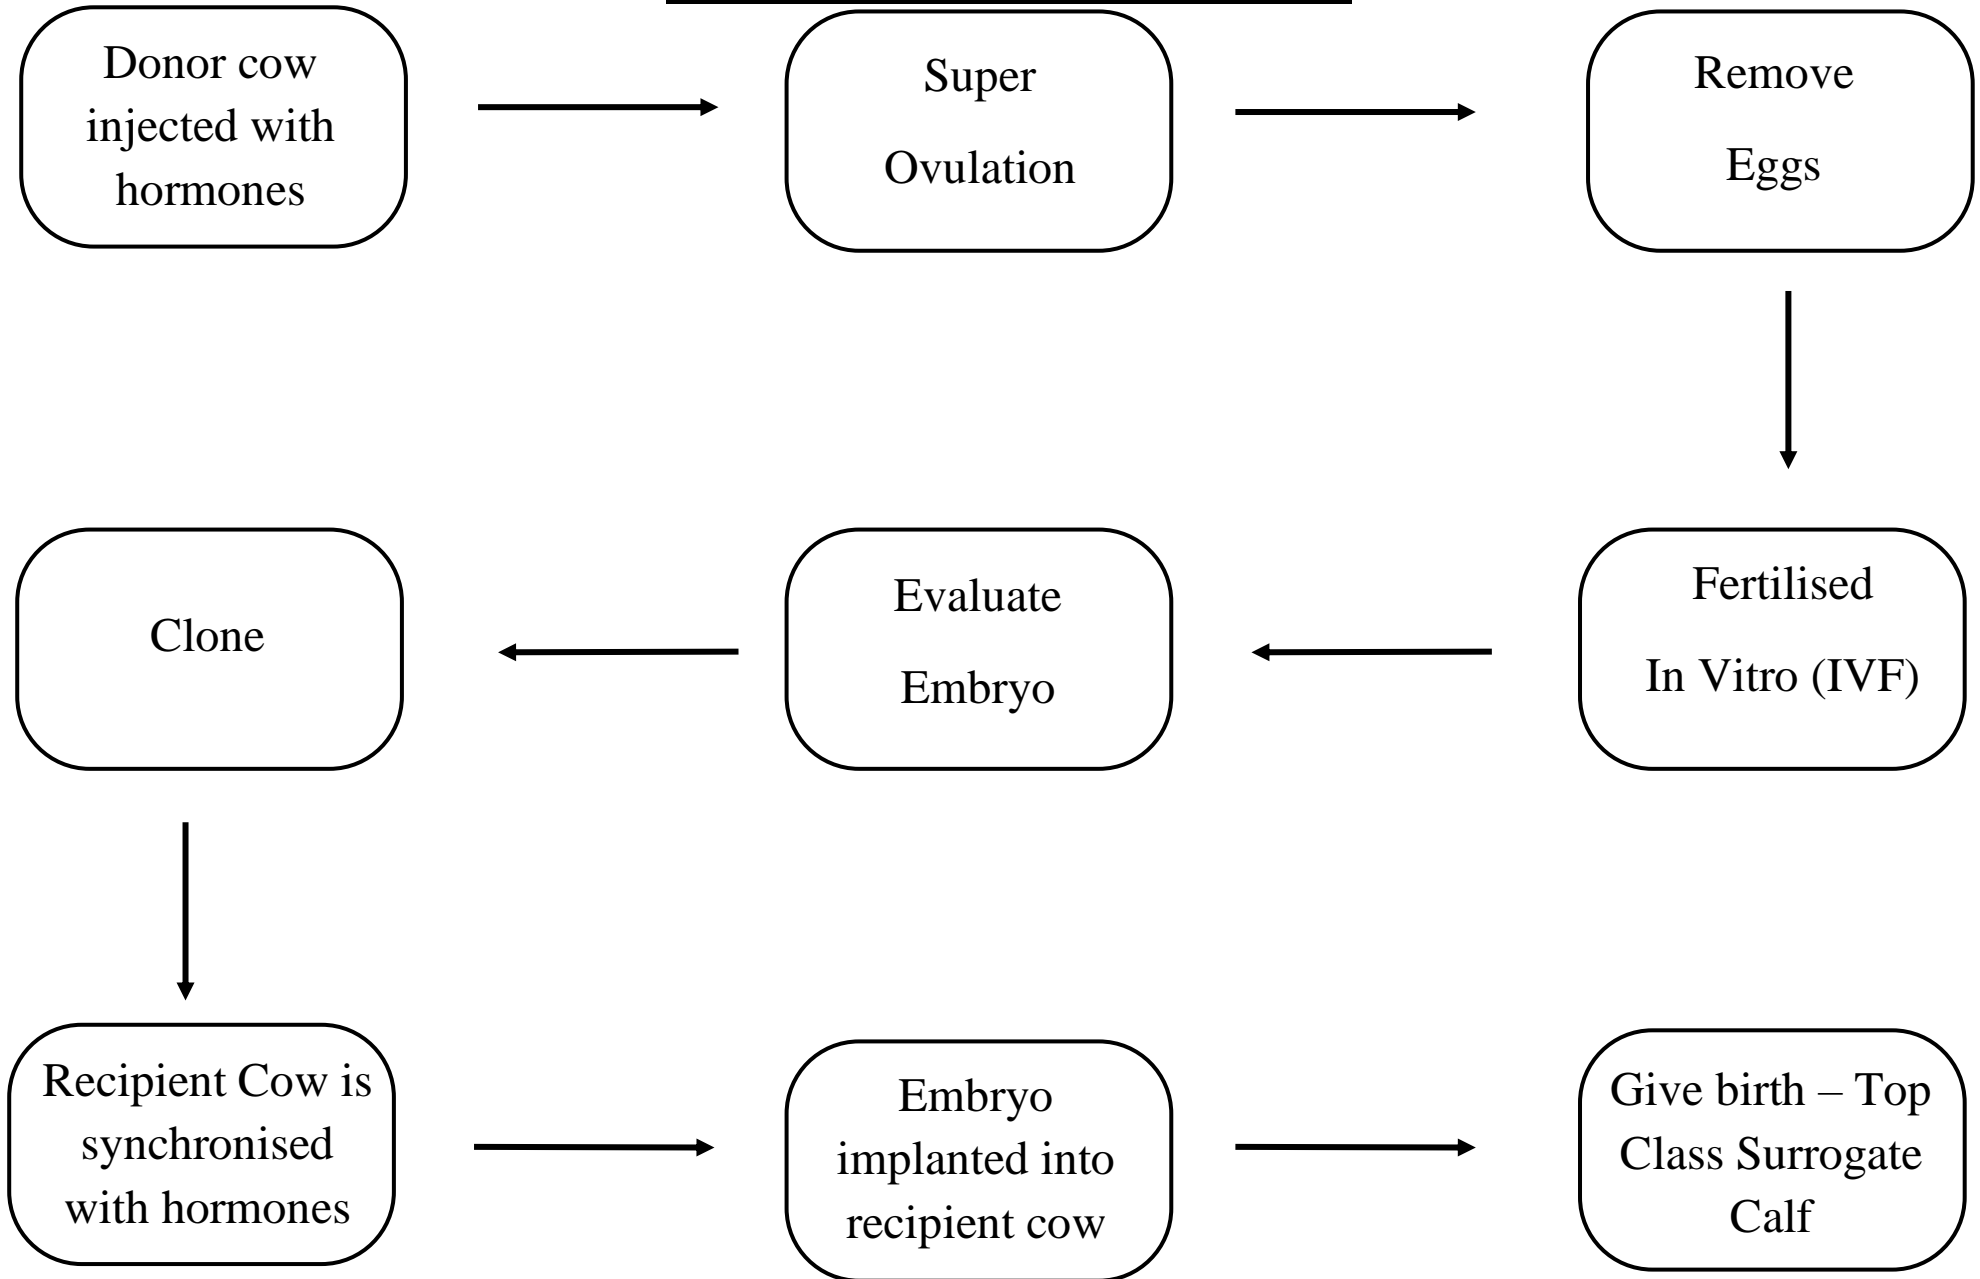 Donor cow
injected with
hormones
Super
Ovulation
Remove
Eggs
Fertilised
In Vitro (IVF)
Evaluate
Embryo
Clone
Recipient Cow is
synchronised
with hormones
Embryo
implanted into
recipient cow
Give birth – Top
Class Surrogate
Calf